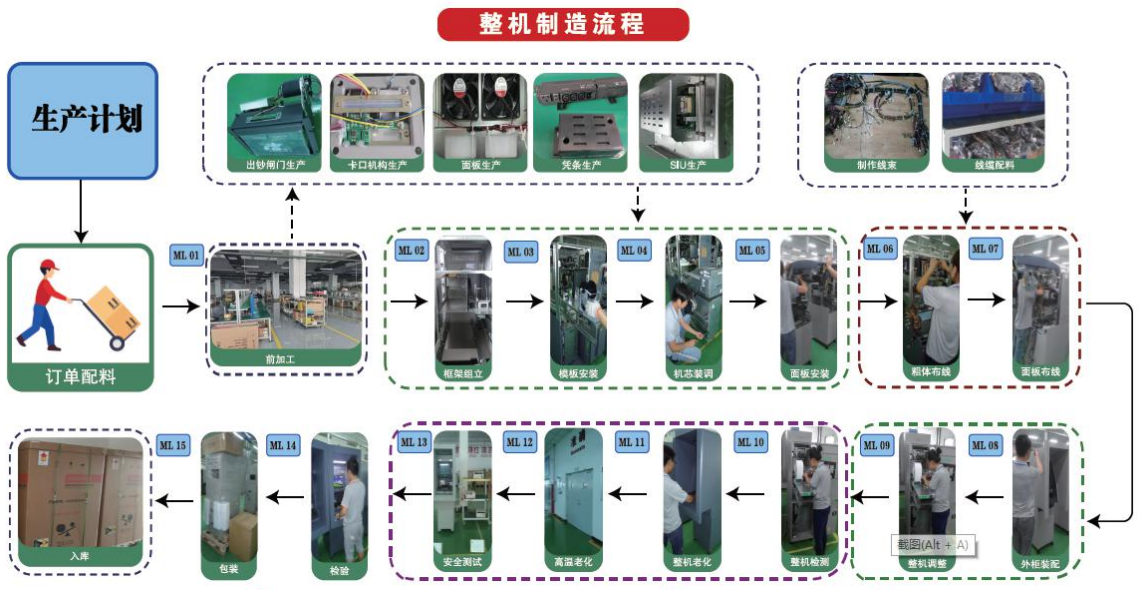 整机制造流程
生产计划
出钞闸门生产
卡口机构生产
面板生产
凭条生产
SIU生产
制作线束
线缆配料
订单配料
ML 01
前加工
ML 02
框架组立
ML 03
模板安装
ML 04
机芯装调
ML 05
面板安装
ML 06
粗体布线
ML 07
面板布线
ML 08
外柜装配
ML 09
整机调整
截图(Alt + A)
ML 10
整机检测
ML 11
整机老化
ML 12
高温老化
ML 13
安全测试
ML 14
检验
ML 15
包装
入库